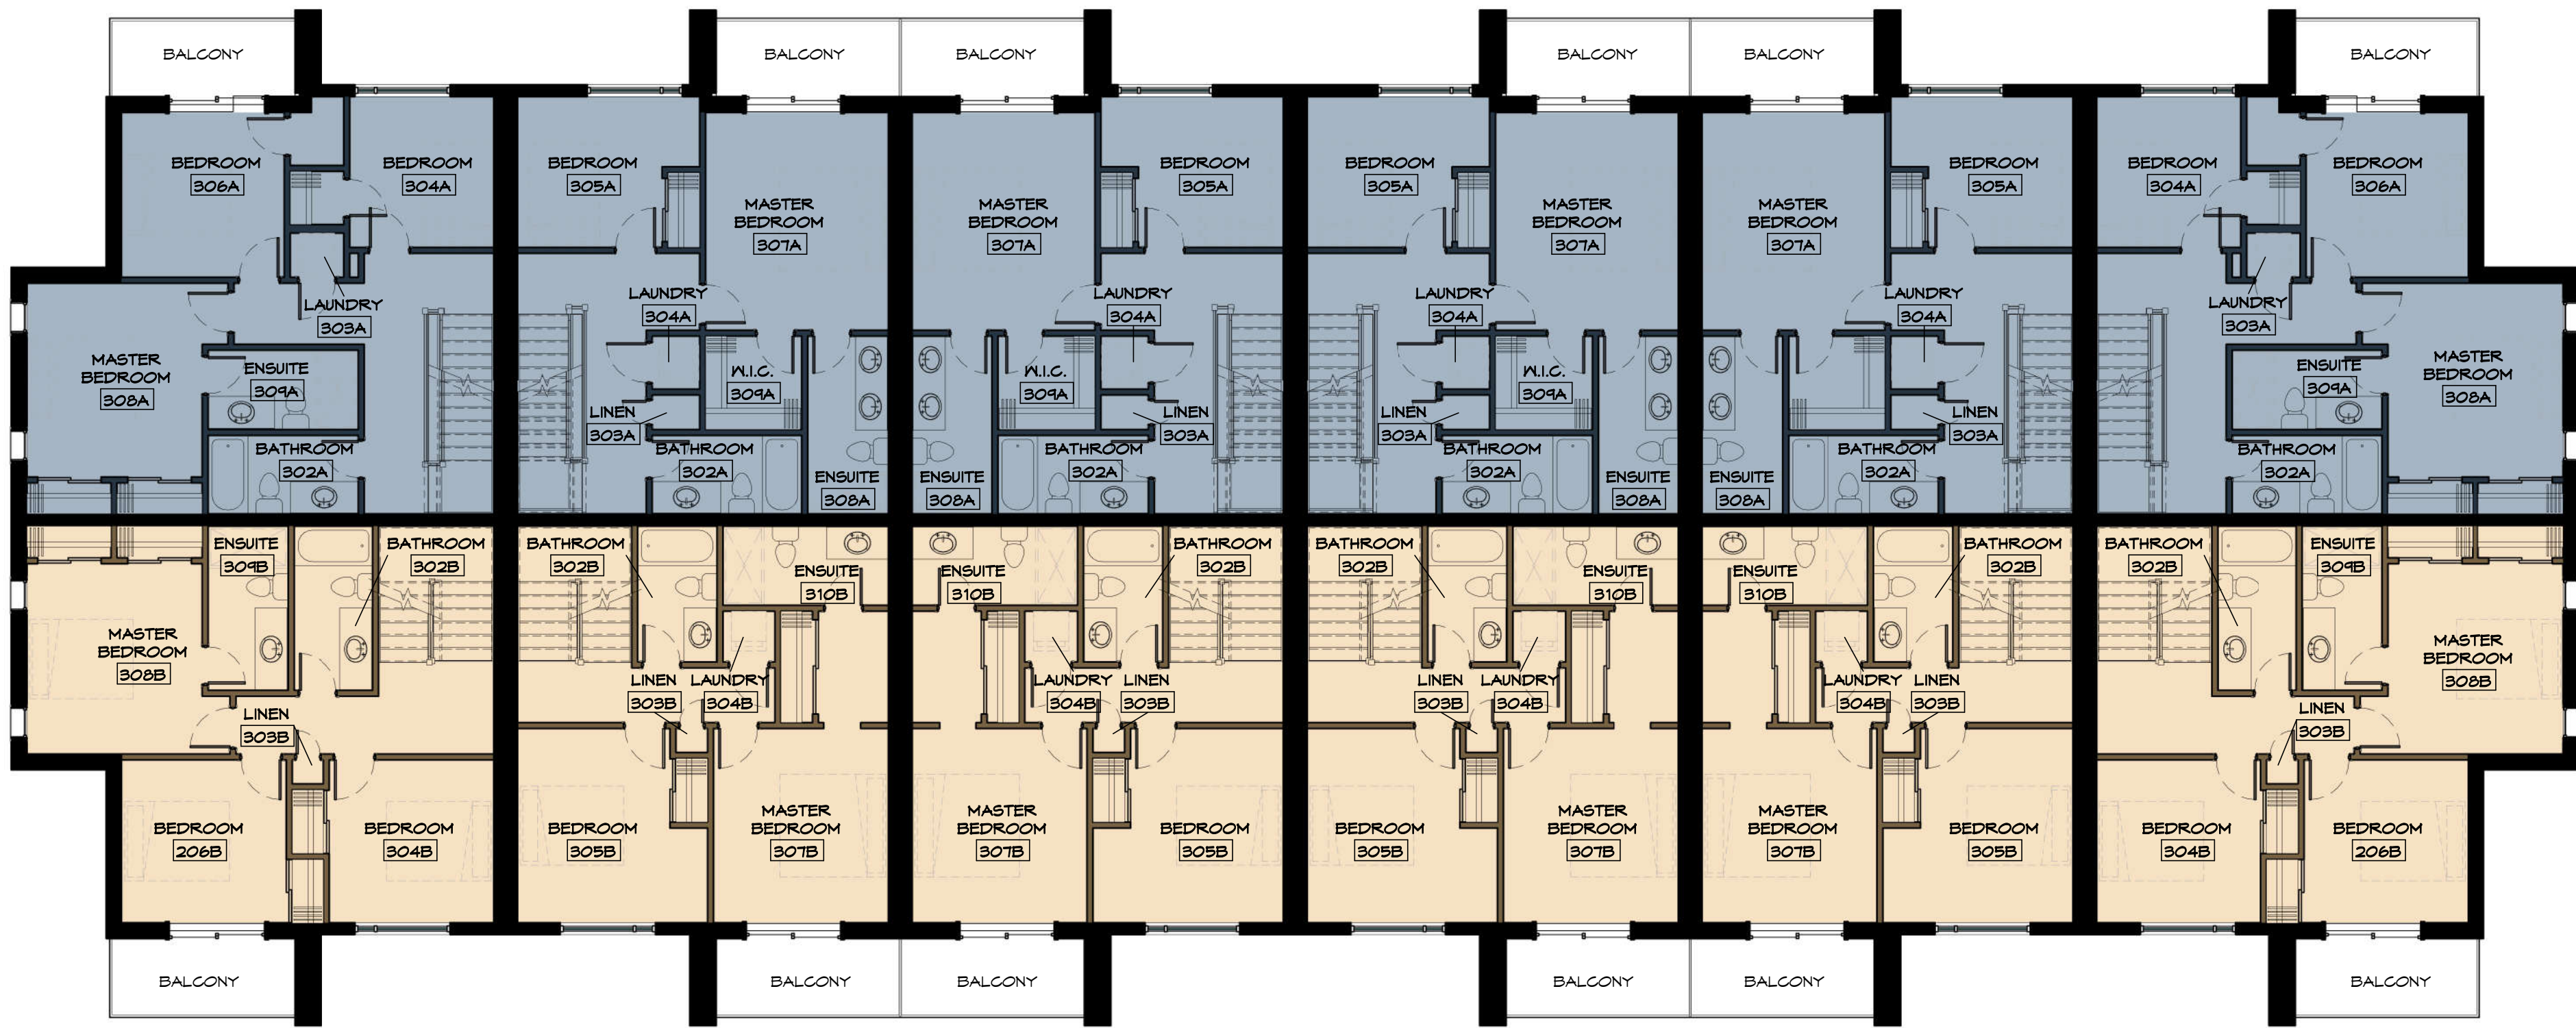 BALCONY
BALCONY
BALCONY
BALCONY
BALCONY
BALCONY
BEDROOM
306A
BEDROOM
304A
LAUNDRY
303A
MASTER
BEDROOM
308A
ENSUITE
309A
BATHROOM
302A
BEDROOM
305A
MASTER
BEDROOM
307A
LAUNDRY
304A
W.I.C.
309A
LINEN
303A
BATHROOM
302A
ENSUITE
308A
MASTER
BEDROOM
307A
BEDROOM
305A
LAUNDRY
304A
W.I.C.
309A
LINEN
303A
BATHROOM
302A
ENSUITE
308A
BEDROOM
305A
MASTER
BEDROOM
307A
LAUNDRY
304A
W.I.C.
309A
LINEN
303A
BATHROOM
302A
ENSUITE
308A
MASTER
BEDROOM
307A
BEDROOM
305A
LAUNDRY
304A
LINEN
303A
BATHROOM
302A
ENSUITE
308A
BEDROOM
304A
BEDROOM
306A
LAUNDRY
303A
ENSUITE
309A
MASTER
BEDROOM
308A
BATHROOM
302A
ENSUITE
309B
BATHROOM
302B
MASTER
BEDROOM
308B
LINEN
303B
BEDROOM
206B
BEDROOM
304B
BATHROOM
302B
ENSUITE
310B
LINEN
303B
LAUNDRY
304B
BEDROOM
305B
MASTER
BEDROOM
307B
ENSUITE
310B
BATHROOM
302B
LAUNDRY
304B
LINEN
303B
MASTER
BEDROOM
307B
BEDROOM
305B
BATHROOM
302B
ENSUITE
310B
LINEN
303B
LAUNDRY
304B
BEDROOM
305B
MASTER
BEDROOM
307B
ENSUITE
310B
BATHROOM
302B
LAUNDRY
304B
LINEN
303B
MASTER
BEDROOM
307B
BEDROOM
305B
BATHROOM
302B
ENSUITE
309B
MASTER
BEDROOM
308B
LINEN
303B
BEDROOM
304B
BEDROOM
206B
BALCONY
BALCONY
BALCONY
BALCONY
BALCONY
BALCONY